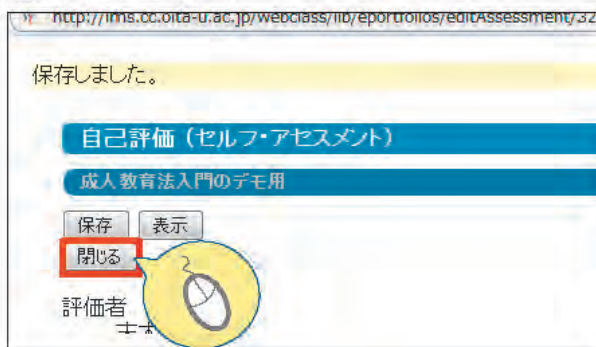 http://lms.cc.oita-u.ac.jp/webclass/lib/eportfolios/editAssessment/32
保存しました。
自己評価（セルフ・アセスメント）
成人教育法入門のデモ用
保存 表示
閉じる
評価者